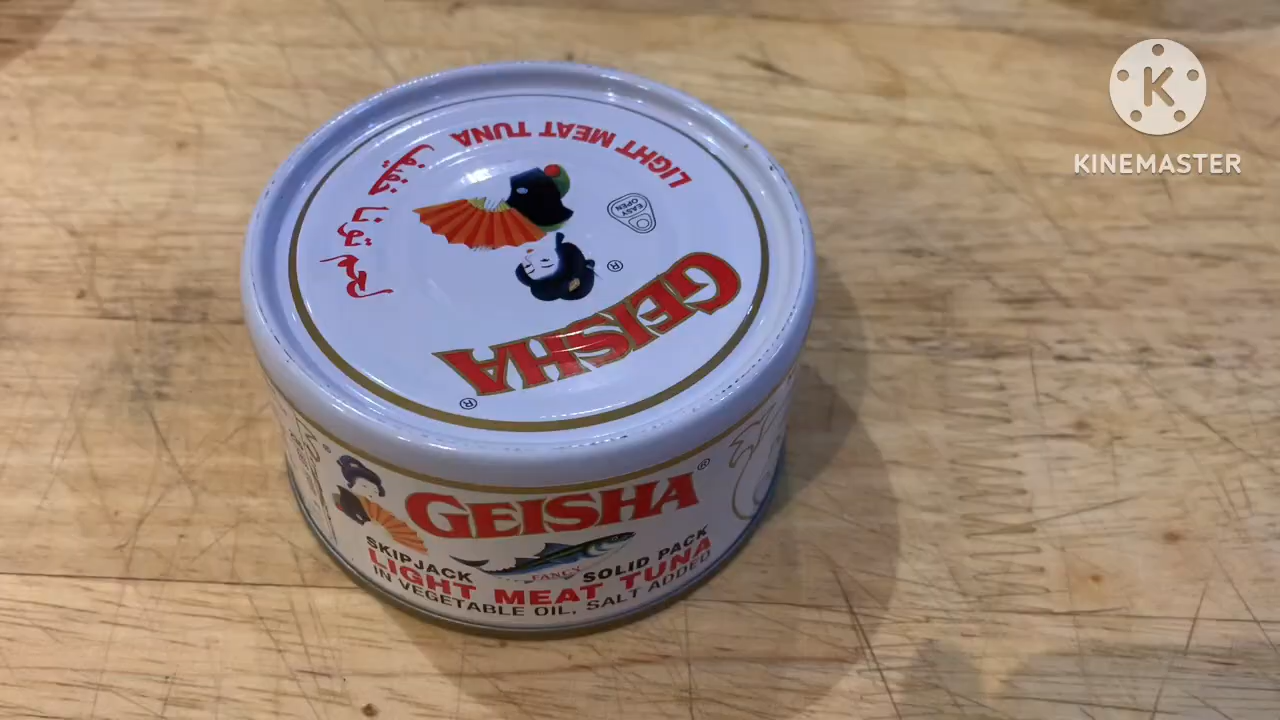 LIGHT MEAT TUNA
لحم تونا خفيف
EASY
OPEN
®
GEISHA
®
GEISHA ®
SKIPJACK
FANCY
SOLID PACK
LIGHT MEAT TUNA
IN VEGETABLE OIL, SALT ADDED
K
KINEMASTER